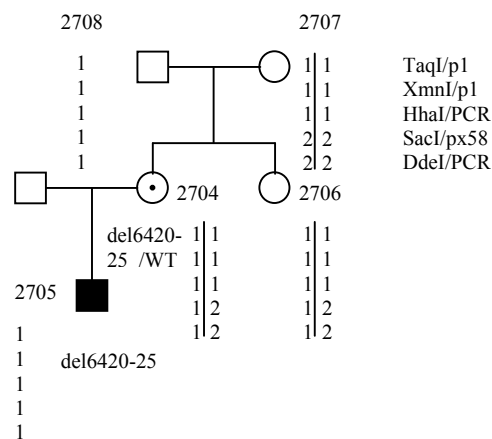 2708 2707
1 1 1 TaqI/p1
1 1 1 XmnI/p1
1 1 1 HhaI/PCR
1 2 2 SacI/px58
1 2 2 DdeI/PCR
2704 2706
del6420- 1 1 1 1
25 /WT 1 1 1 1
1 1 1 1
2705 1 2 1 2
1 2 1 2
1
1 del6420-25
1
1
1